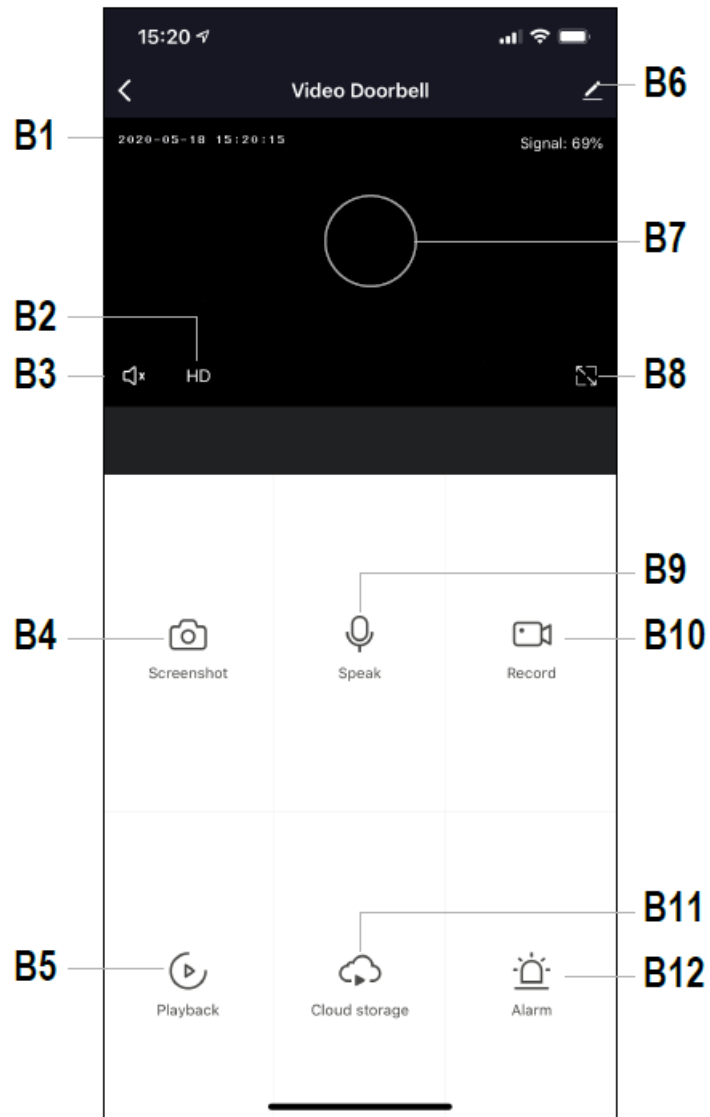 15:20
Video Doorbell
B6
B1
2020-05-18 15:20:15
Signal: 69%
B7
B2
B3
HD
B8
B9
B4
B10
Screenshot
Speak
Record
B11
B5
B12
Playback
Cloud storage
Alarm